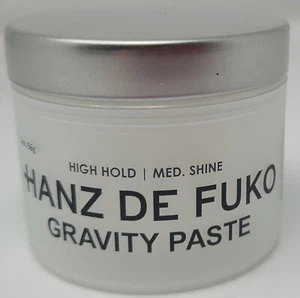 HIGH HOLD | MED. SHINE
HANZ DE FUKO
GRAVITY PASTE